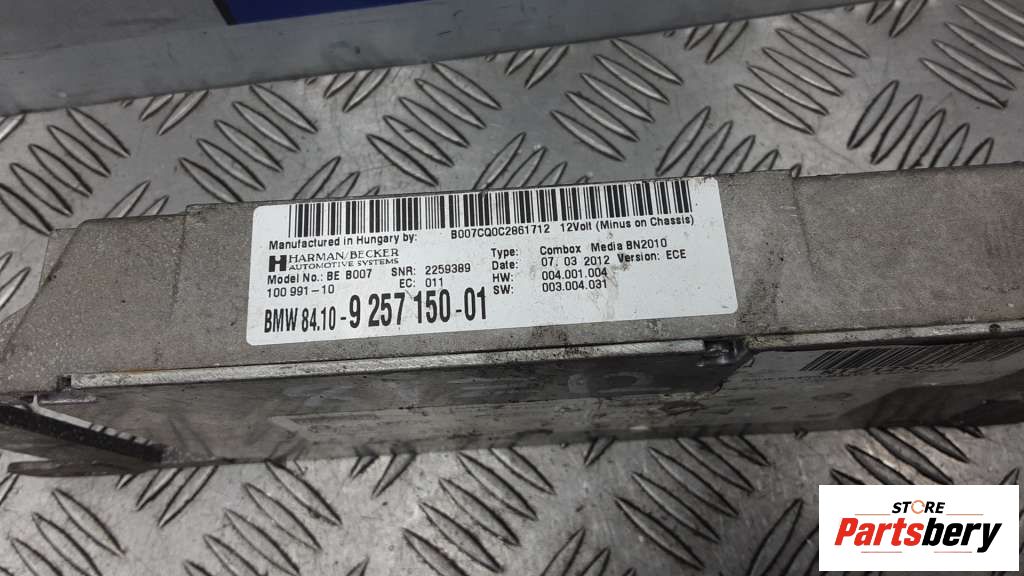 Manufactured in Hungary by: B007CQ0C2861712 12Volt (Minus on Chassis)
HARMAN/BECKER
AUTOMOTIVE SYSTEMS
Model No.: BE B007 SNR: 2259389
100 991-10 EC: 011
Type: Combox Media BN2010
Date: 07. 03 2012 Version: ECE
HW: 004.001.004
SW: 003.004.031
BMW 84.10-9 257 150-01
STORE
Partsbery